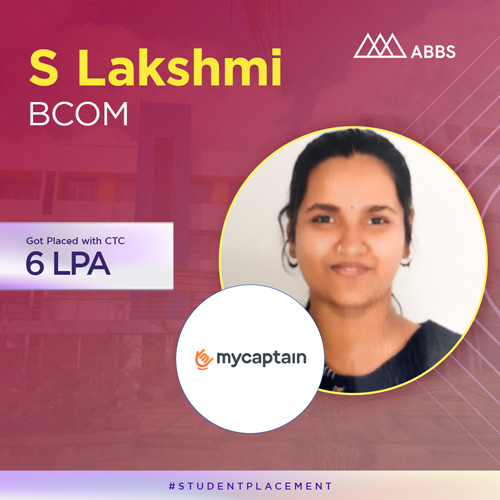 S Lakshmi
BCOM
ABBS
Got Placed with CTC
6 LPA
mycaptain
#STUDENTPLACEMENT